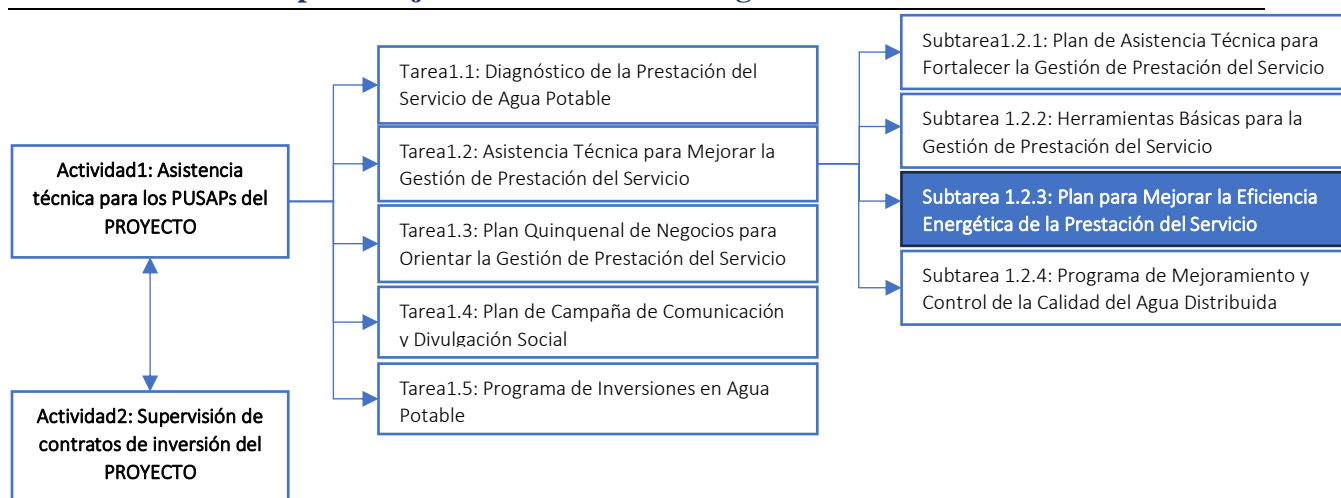 Subtarea1.2.1: Plan de Asistencia Técnica para
Fortalecer la Gestión de Prestación del Servicio
Tarea1.1: Diagnóstico de la Prestación del
Servicio de Agua Potable
Subtarea 1.2.2: Herramientas Básicas para la
Gestión de Prestación del Servicio
Actividad1: Asistencia
técnica para los PUSAPs del
PROYECTO
Tarea1.2: Asistencia Técnica para Mejorar la
Gestión de Prestación del Servicio
Subtarea 1.2.3: Plan para Mejorar la Eficiencia
Energética de la Prestación del Servicio
Tarea1.3: Plan Quinquenal de Negocios para
Orientar la Gestión de Prestación del Servicio
Subtarea 1.2.4: Programa de Mejoramiento y
Control de la Calidad del Agua Distribuida
Tarea1.4: Plan de Campaña de Comunicación
y Divulgación Social
Tarea1.5: Programa de Inversiones en Agua
Potable
Actividad2: Supervisión de
contratos de inversión del
PROYECTO